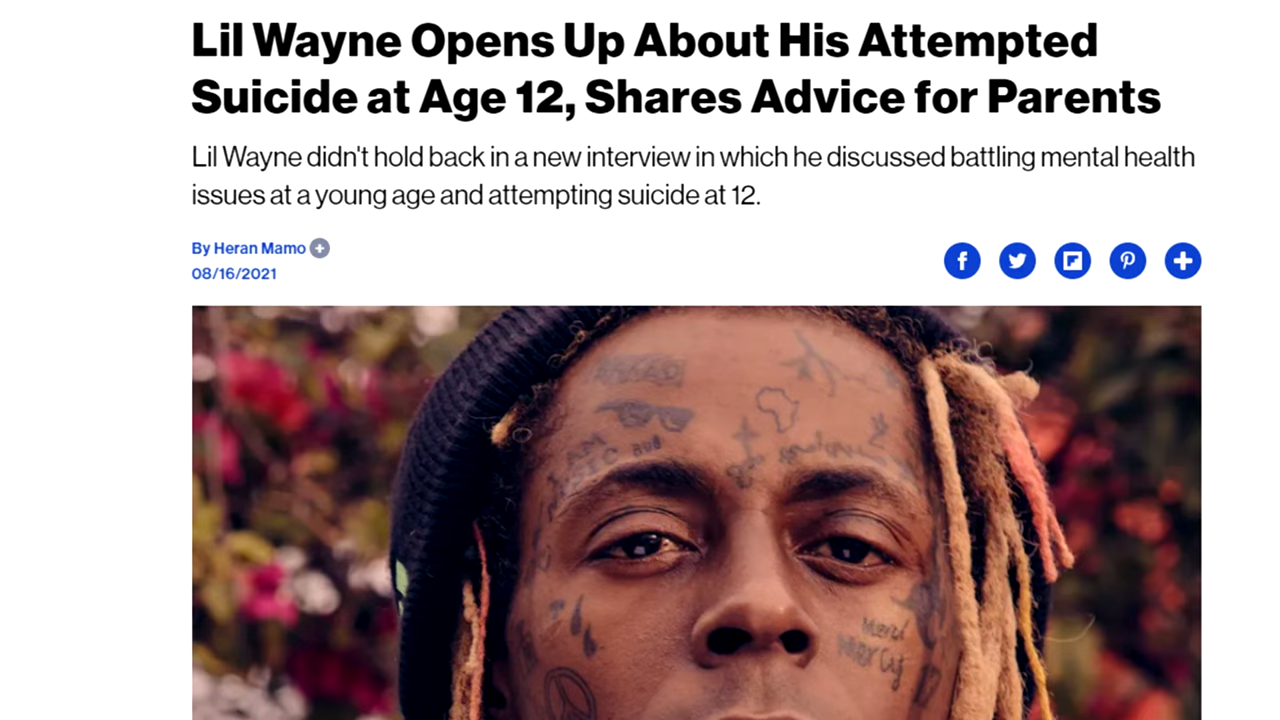 Lil Wayne Opens Up About His Attempted
Suicide at Age 12, Shares Advice for Parents
Lil Wayne didn't hold back in a new interview in which he discussed battling mental health
issues at a young age and attempting suicide at 12.
By Heran Mamo
08/16/2021
Mercy